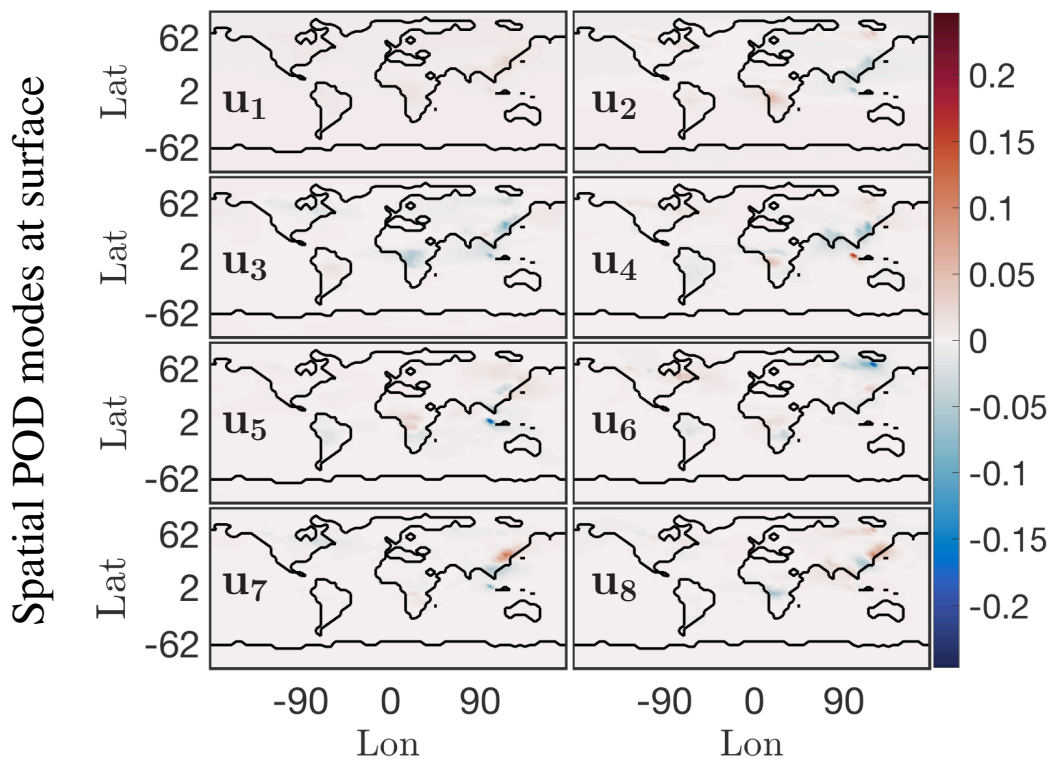 Spatial POD modes at surface
Lat
62
2
-62
u1
u2
Lat
62
2
-62
u3
u4
Lat
62
2
-62
u5
u6
Lat
62
2
-62
u7
u8
-90 0 90
-90 0 90
Lon
Lon
0.2
0.15
0.1
0.05
0
-0.05
-0.1
-0.15
-0.2